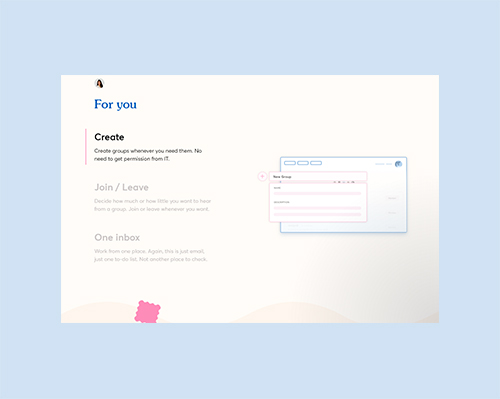 For you
Create
Create groups whenever you need them. No
need to get permission from IT.
Join / Leave
Decide how much or how little you want to hear
from a group. Join or leave whenever you want.
One inbox
Work from one place. Again, this is just email,
just one to-do list. Not another place to check.
New Group
NAME
DESCRIPTION